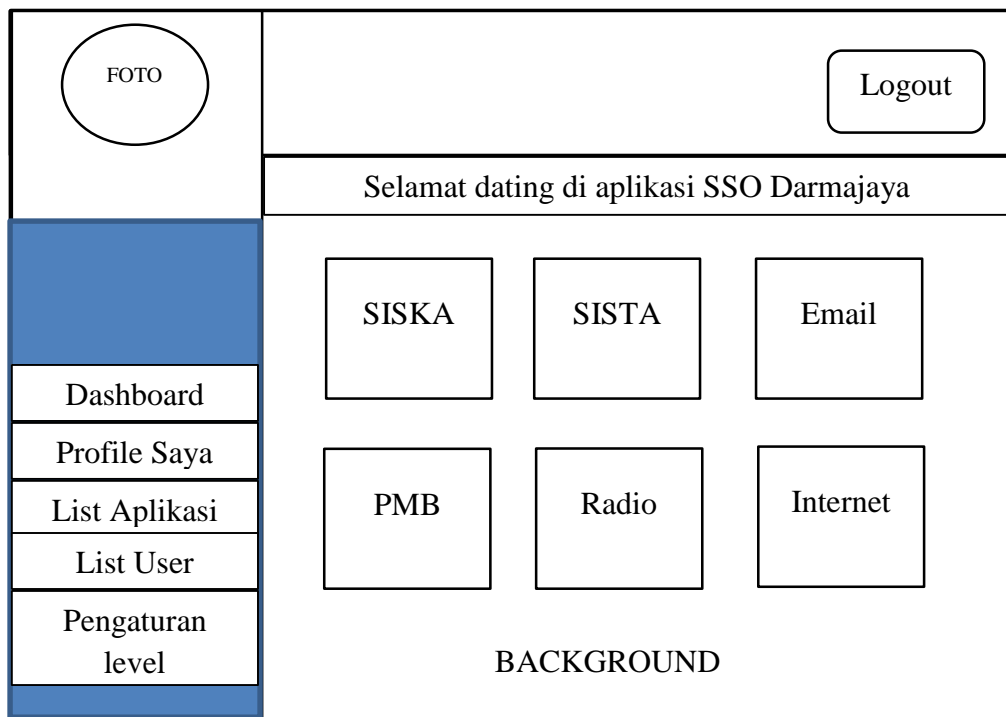 FOTO
Logout
Selamat dating di aplikasi SSO Darmajaya
SISKA
SISTA
Email
PMB
Radio
Internet
Dashboard
Profile Saya
List Aplikasi
List User
Pengaturan
level
BACKGROUND